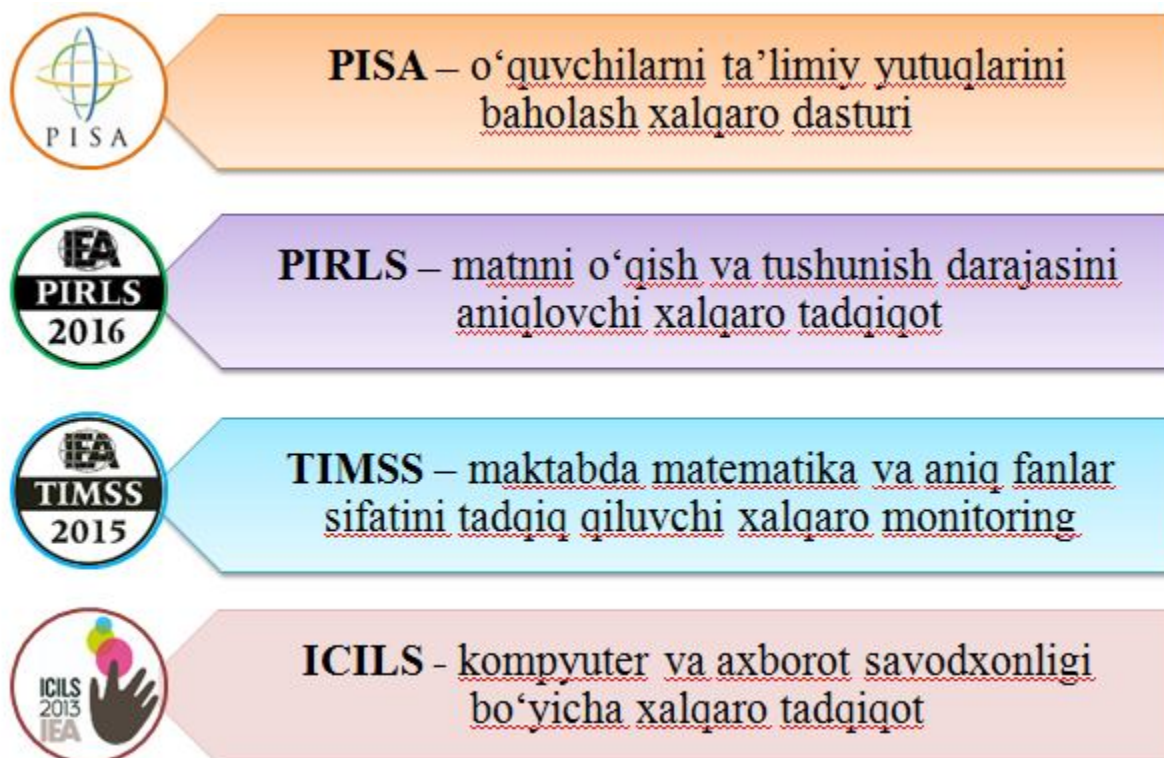 PISA
PISA – o‘quvchilarni ta’limiy yutuqlarini
baholash xalqaro dasturi
IEA
PIRLS
2016
PIRLS – matnni o‘qish va tushunish darajasini
aniqlovchi xalqaro tadqiqot
IEA
TIMSS
2015
TIMSS – maktabda matematika va aniq fanlar
sifatini tadqiq qiluvchi xalqaro monitoring
ICILS
2013
IEA
ICILS - kompyuter va axborot savodxonligi
bo‘yicha xalqaro tadqiqot